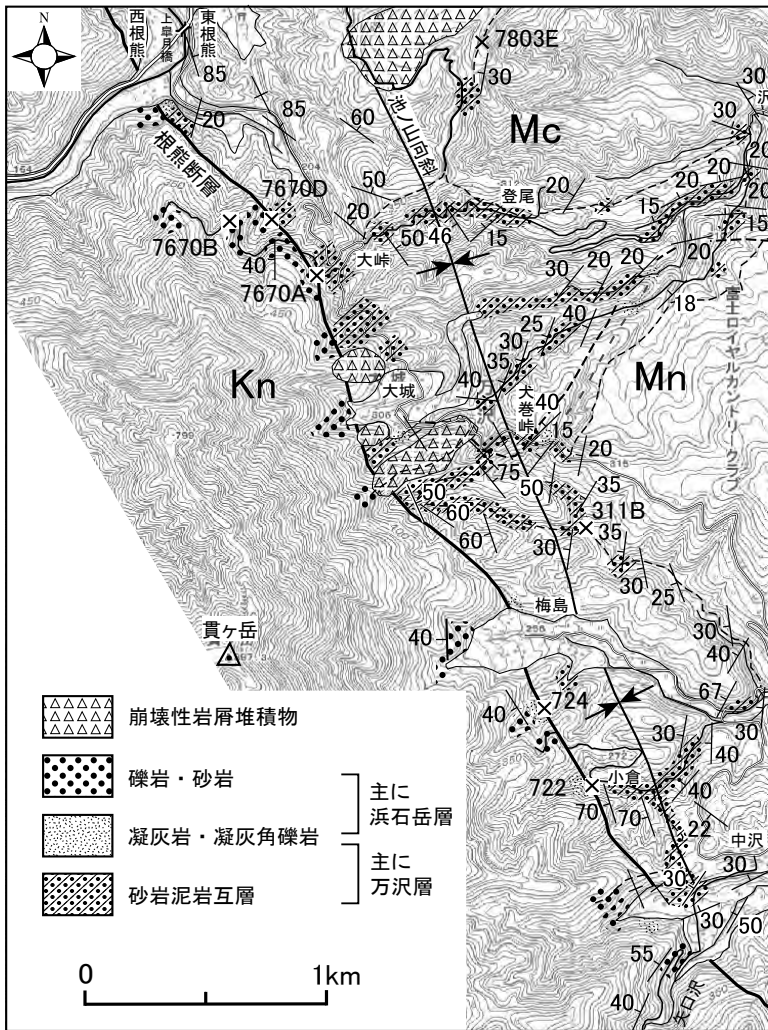 N
西根熊
上皐月橋
東根熊
85
20
85
根熊断層
池ノ山向斜
60
7803E
30
Mc
30
沢
50
20
登尾
20
20
20
20
15
15
50
46
15
大峠
7670D
7670B
40
7670A
30
20
20
20
18
富士ロイヤルカントリークラブ
Kn
Mn
大城
25
40
30
35
40
犬巻峠
40
15
20
75
50
50
60
60
35
311B
35
30
30
25
梅島
30
40
貫ヶ岳
40
67
30
40
724
30
40
722
小倉
70
70
40
22
中沢
30
30
30
50
55
40
矢口沢
崩壊性岩屑堆積物
礫岩・砂岩
凝灰岩・凝灰角礫岩
砂岩泥岩互層
主に
浜石岳層
主に
万沢層
0
1km